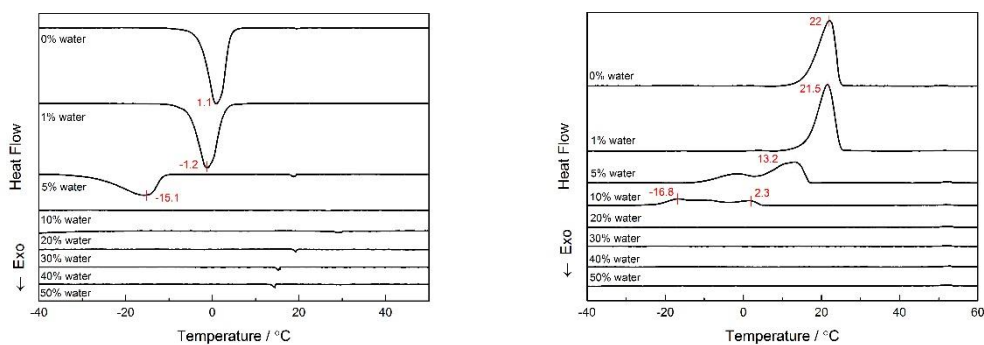 Heat Flow
← Exo
0% water
1.1
1% water
-1.2
5% water
-15.1
10% water
20% water
30% water
40% water
50% water
-40 -20 0 20 40
Temperature / °C
Heat Flow
← Exo
22
0% water
21.5
1% water
13.2
5% water
-16.8
2.3
10% water
20% water
30% water
40% water
50% water
-40 -20 0 20 40 60
Temperature / °C